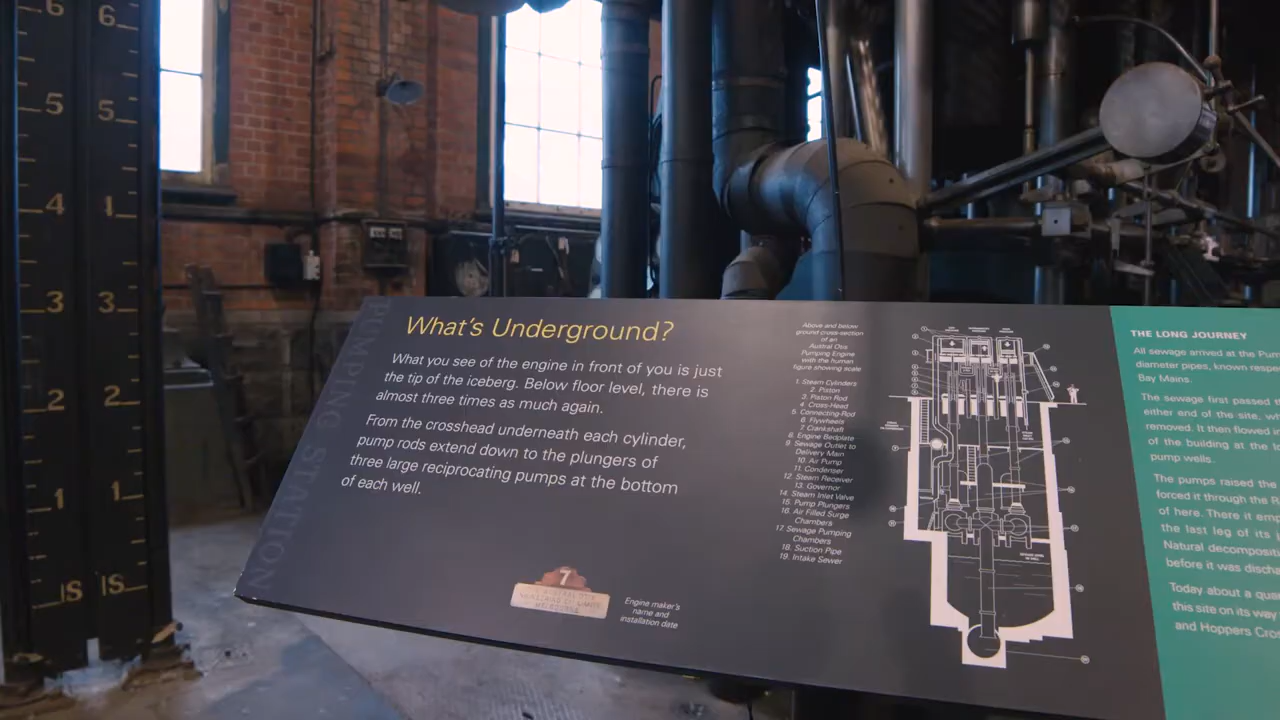 6 6
5 5
4 4
3 3
2 2
1 1
IS IS
PUMPING STATION
What's Underground?
What you see of the engine in front of you is just
the tip of the iceberg. Below floor level, there is
almost three times as much again.
From the crosshead underneath each cylinder,
pump rods extend down to the plungers of
three large reciprocating pumps at the bottom
of each well.
7
Engine maker's
name and
installation date
Above and below
ground cross-section
of an
Austral Otis
Pumping Engine
with the human
figure showing scale
1. Steam Cylinders
2. Piston
3. Piston Rod
4. Cross-Head
5. Connecting-Rod
6. Flywheels
7. Crankshaft
8. Engine Bedplate
9. Sewage Outlet to
Delivery Main
10. Air Pump
11. Condenser
12. Steam Receiver
13. Governor
14. Steam Inlet Valve
15. Pump Plungers
16. Air Filled Surge
Chambers
17. Sewage Pumping
Chambers
18. Suction Pipe
19. Intake Sewer
THE LONG JOURNEY
All sewage arrived at the
diameter pipes, known
Bay Mains.
The sewage first passed
either end of the site,
removed. It then flowed
of the building at the
pump wells.
The pumps raised the
forced it through the
of here. There it
the last leg of its
Natural
before it was
Today about a
this site on its way
and Hoppers